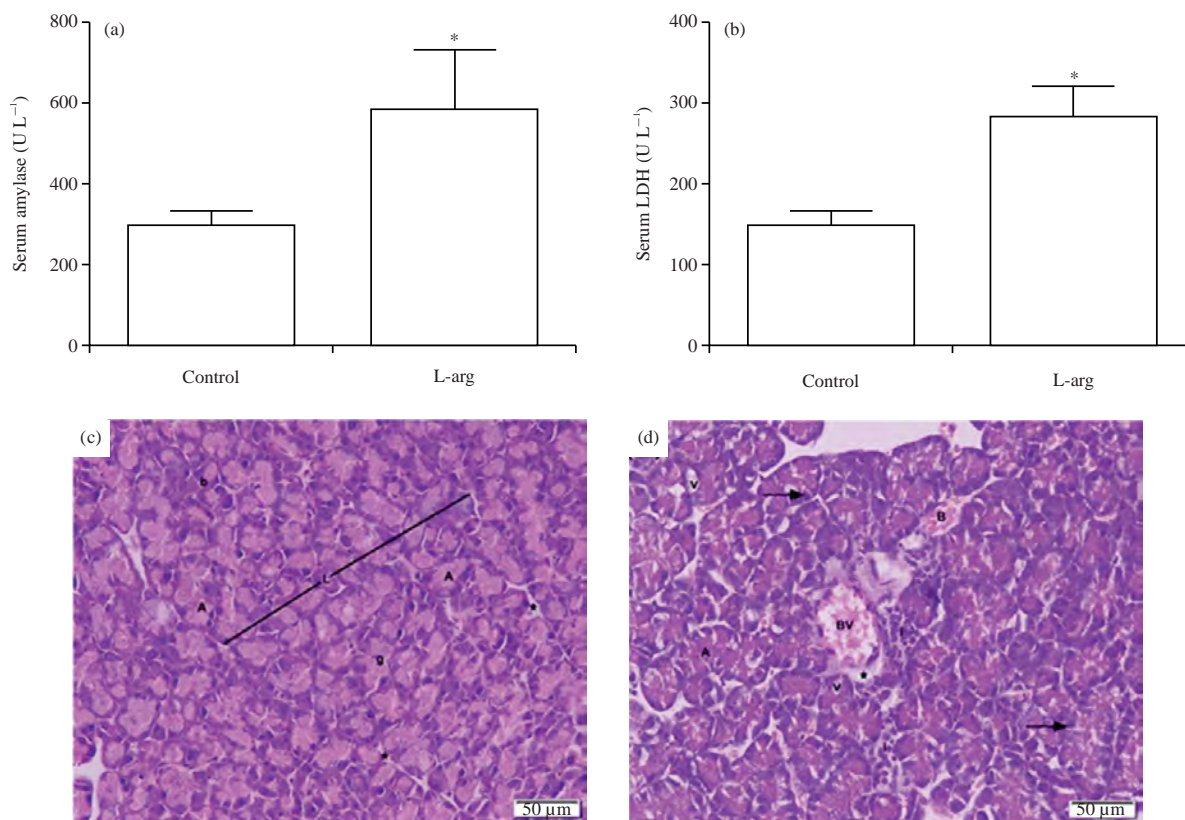 (a)
800
600
400
200
0
Serum amylase (U L⁻¹)
*
Control
L-arg
(b)
400
300
200
100
0
Serum LDH (U L⁻¹)
*
Control
L-arg
(c)
b
L
A
A
*
g
*
50 µm
(d)
v
B
BV
I
A
*
v
I
50 µm